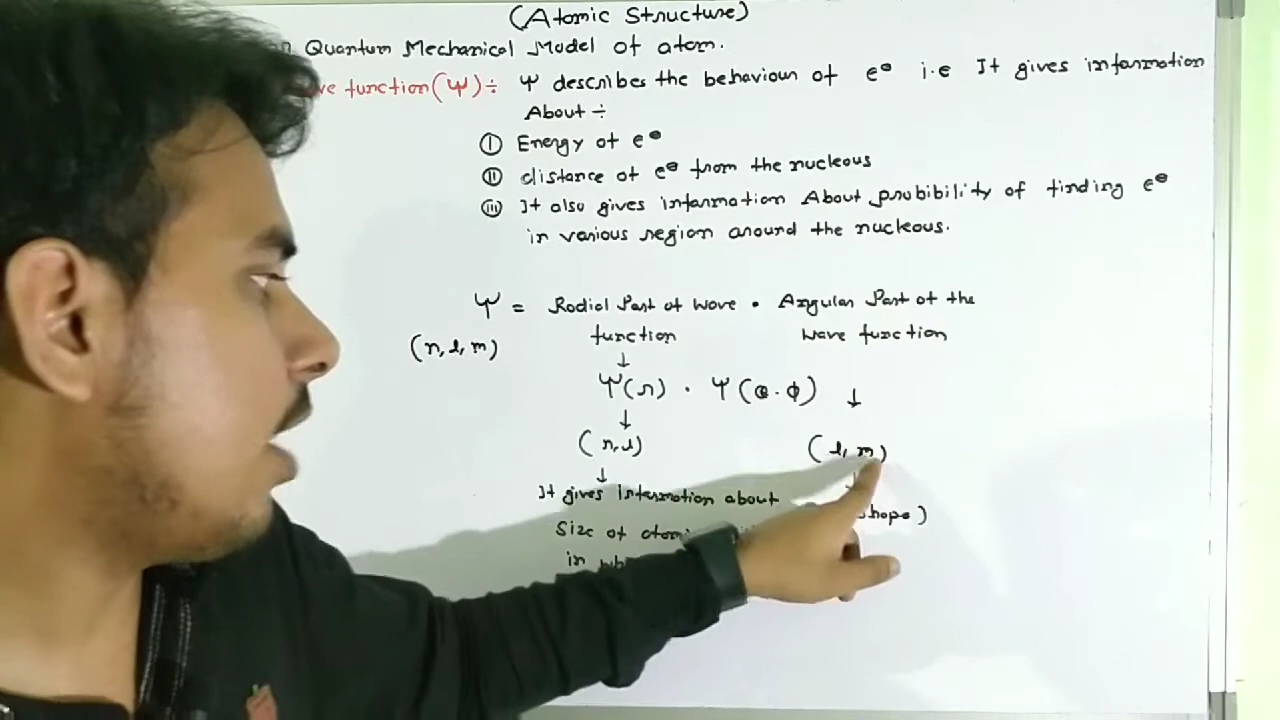 (Atomic Structure)
Quantum Mechanical Model of atom.
function(Ψ)÷ Ψ describes the behaviour of e⊖ i.e It gives information
About ÷
(I) Energy of e⊖
(II) distance of e⊖ from the nucleous
(III) It also gives information About probibility of finding e⊖
in various region around the nucleous.
Ψ = Radial Part of Wave • Angular Part of the
(n, l, m) function wave function
↓
Ψ(r) • Ψ(θ.φ) ↓
↓
(n, l) (l, m)
↓ ↓
It gives Information about
Size of
in